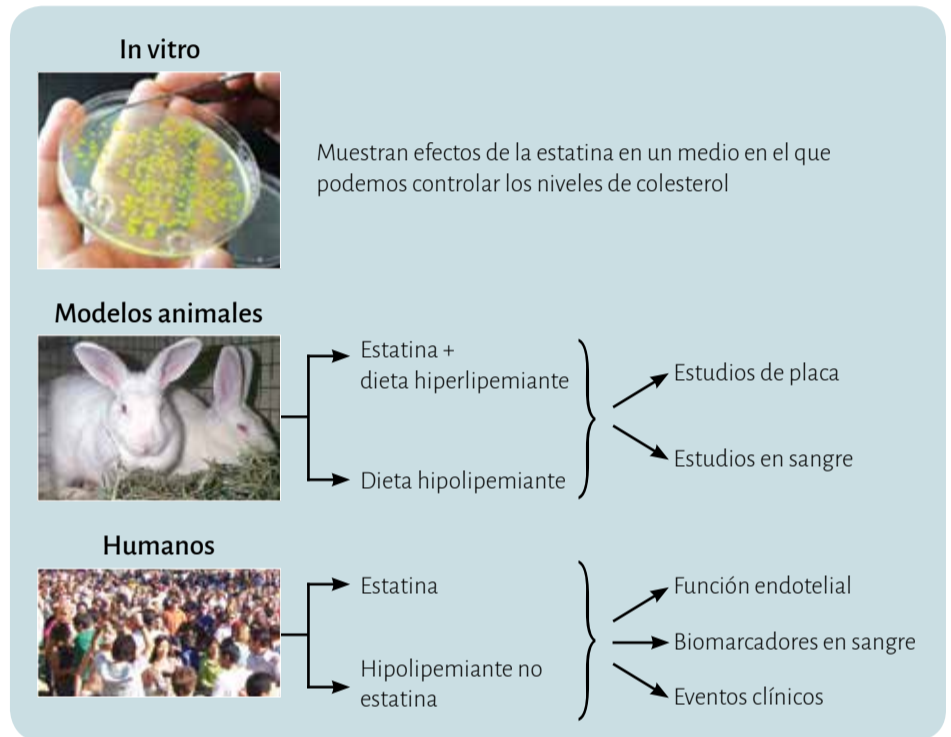 In vitro
Muestran efectos de la estatina en un medio en el que
podemos controlar los niveles de colesterol
Modelos animales
Estatina +
dieta hiperlipemiante
Dieta hipolipemiante
Estudios de placa
Estudios en sangre
Humanos
Estatina
Hipolipemiante no
estatina
Función endotelial
Biomarcadores en sangre
Eventos clínicos